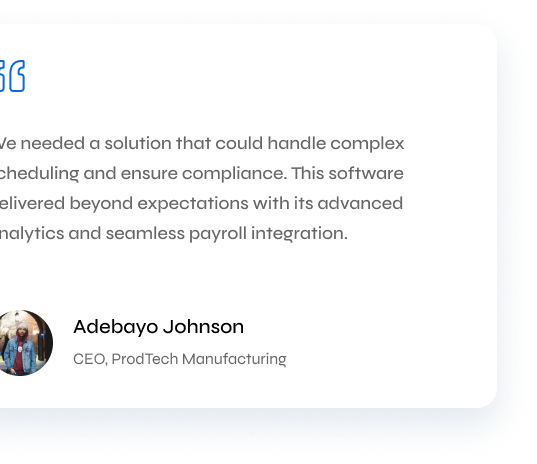 We needed a solution that could handle complex
cheduling and ensure compliance. This software
elivered beyond expectations with its advanced
nalytics and seamless payroll integration.
Adebayo Johnson
CEO, ProdTech Manufacturing